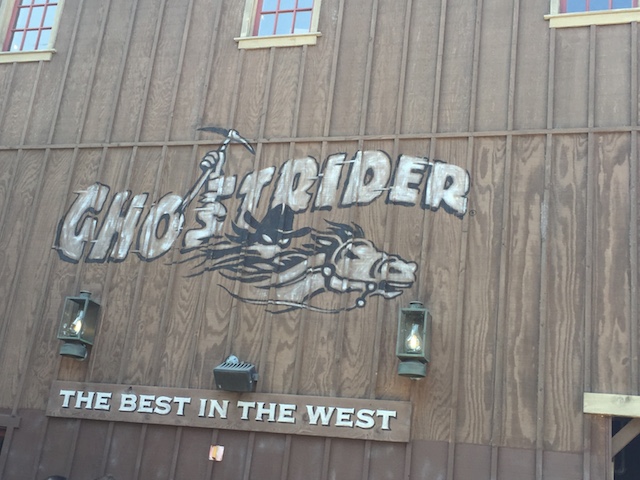 GHOSTRIDER
THE BEST IN THE WEST